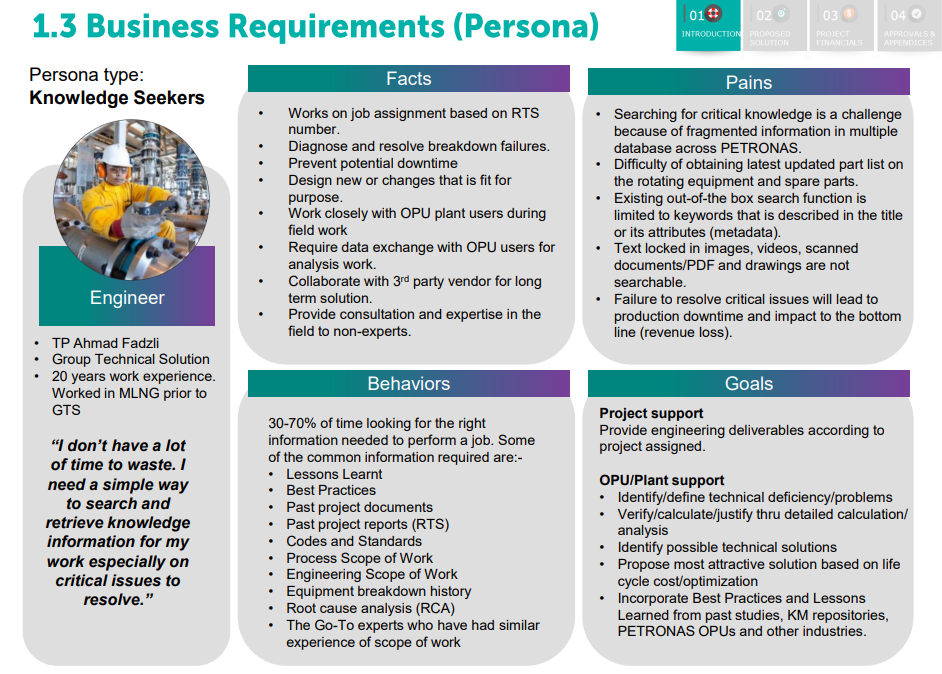 1.3 Business Requirements (Persona)
01
INTRODUCTION
02
PROPOSED
SOLUTION
03
PROJECT
FINANCIALS
04
APPROVALS &
APPENDICES
Persona type:
Knowledge Seekers
Engineer
• TP Ahmad Fadzli
• Group Technical Solution
• 20 years work experience.
Worked in MLNG prior to
GTS
“I don’t have a lot
of time to waste. I
need a simple way
to search and
retrieve knowledge
information for my
work especially on
critical issues to
resolve.”
Facts
• Works on job assignment based on RTS
number.
• Diagnose and resolve breakdown failures.
• Prevent potential downtime
• Design new or changes that is fit for
purpose.
• Work closely with OPU plant users during
field work
• Require data exchange with OPU users for
analysis work.
• Collaborate with 3rd party vendor for long
term solution.
• Provide consultation and expertise in the
field to non-experts.
Pains
• Searching for critical knowledge is a challenge
because of fragmented information in multiple
database across PETRONAS.
• Difficulty of obtaining latest updated part list on
the rotating equipment and spare parts.
• Existing out-of-the box search function is
limited to keywords that is described in the title
or its attributes (metadata).
• Text locked in images, videos, scanned
documents/PDF and drawings are not
searchable.
• Failure to resolve critical issues will lead to
production downtime and impact to the bottom
line (revenue loss).
Behaviors
30-70% of time looking for the right
information needed to perform a job. Some
of the common information required are:-
• Lessons Learnt
• Best Practices
• Past project documents
• Past project reports (RTS)
• Codes and Standards
• Process Scope of Work
• Engineering Scope of Work
• Equipment breakdown history
• Root cause analysis (RCA)
• The Go-To experts who have had similar
experience of scope of work
Goals
Project support
Provide engineering deliverables according to
project assigned.
OPU/Plant support
• Identify/define technical deficiency/problems
• Verify/calculate/justify thru detailed calculation/
analysis
• Identify possible technical solutions
• Propose most attractive solution based on life
cycle cost/optimization
• Incorporate Best Practices and Lessons
Learned from past studies, KM repositories,
PETRONAS OPUs and other industries.